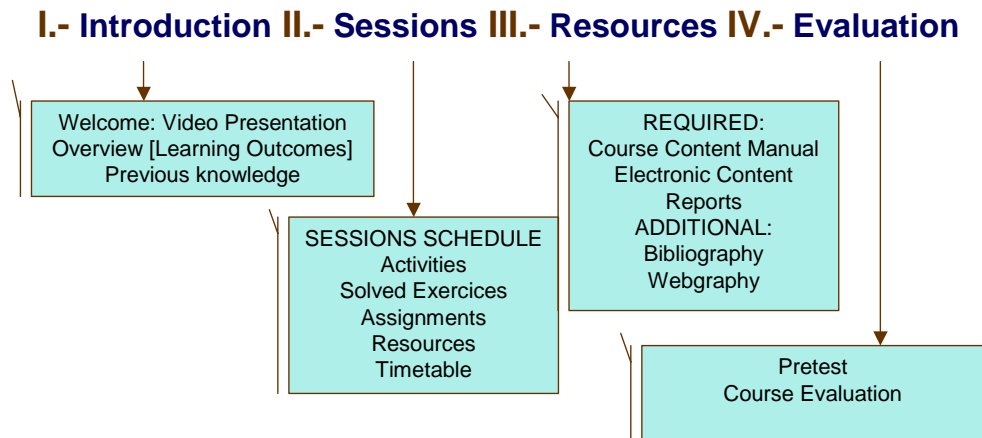 I.- Introduction II.- Sessions III.- Resources IV.- Evaluation
Welcome: Video Presentation
Overview [Learning Outcomes]
Previous knowledge
SESSIONS SCHEDULE
Activities
Solved Exercices
Assignments
Resources
Timetable
REQUIRED:
Course Content Manual
Electronic Content
Reports
ADDITIONAL:
Bibliography
Webgraphy
Pretest
Course Evaluation